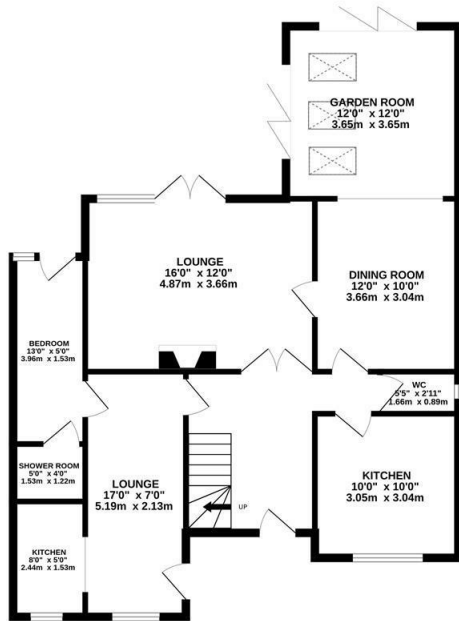 GARDEN ROOM
12'0" x 12'0"
3.65m x 3.65m
LOUNGE
16'0" x 12'0"
4.87m x 3.66m
DINING ROOM
12'0" x 10'0"
3.66m x 3.04m
BEDROOM
13'0" x 5'0"
3.96m x 1.53m
WC
5'5" x 2'11"
1.66m x 0.89m
SHOWER ROOM
5'0" x 4'0"
1.53m x 1.22m
LOUNGE
17'0" x 7'0"
5.19m x 2.13m
KITCHEN
10'0" x 10'0"
3.05m x 3.04m
UP
KITCHEN
8'0" x 5'0"
2.44m x 1.53m